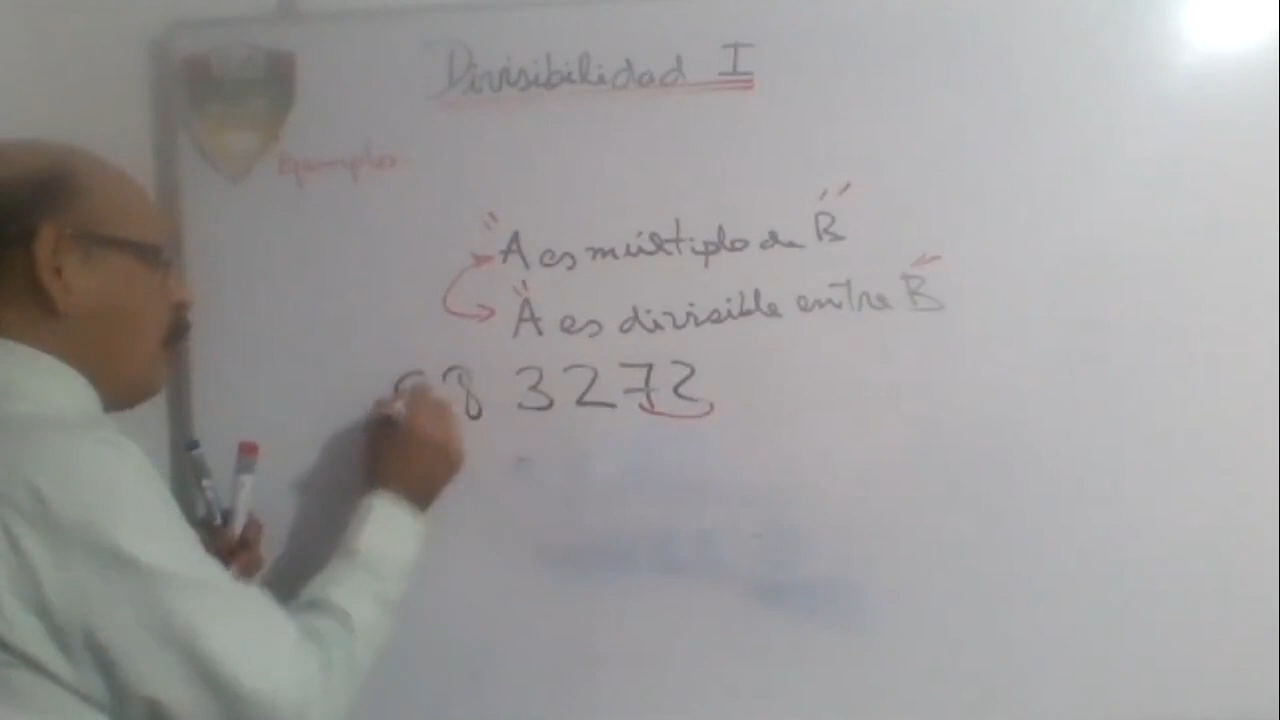 Divisibilidad I
Ejemplos
"A es múltiplo de B"
"A es divisible entre B"
8 3272